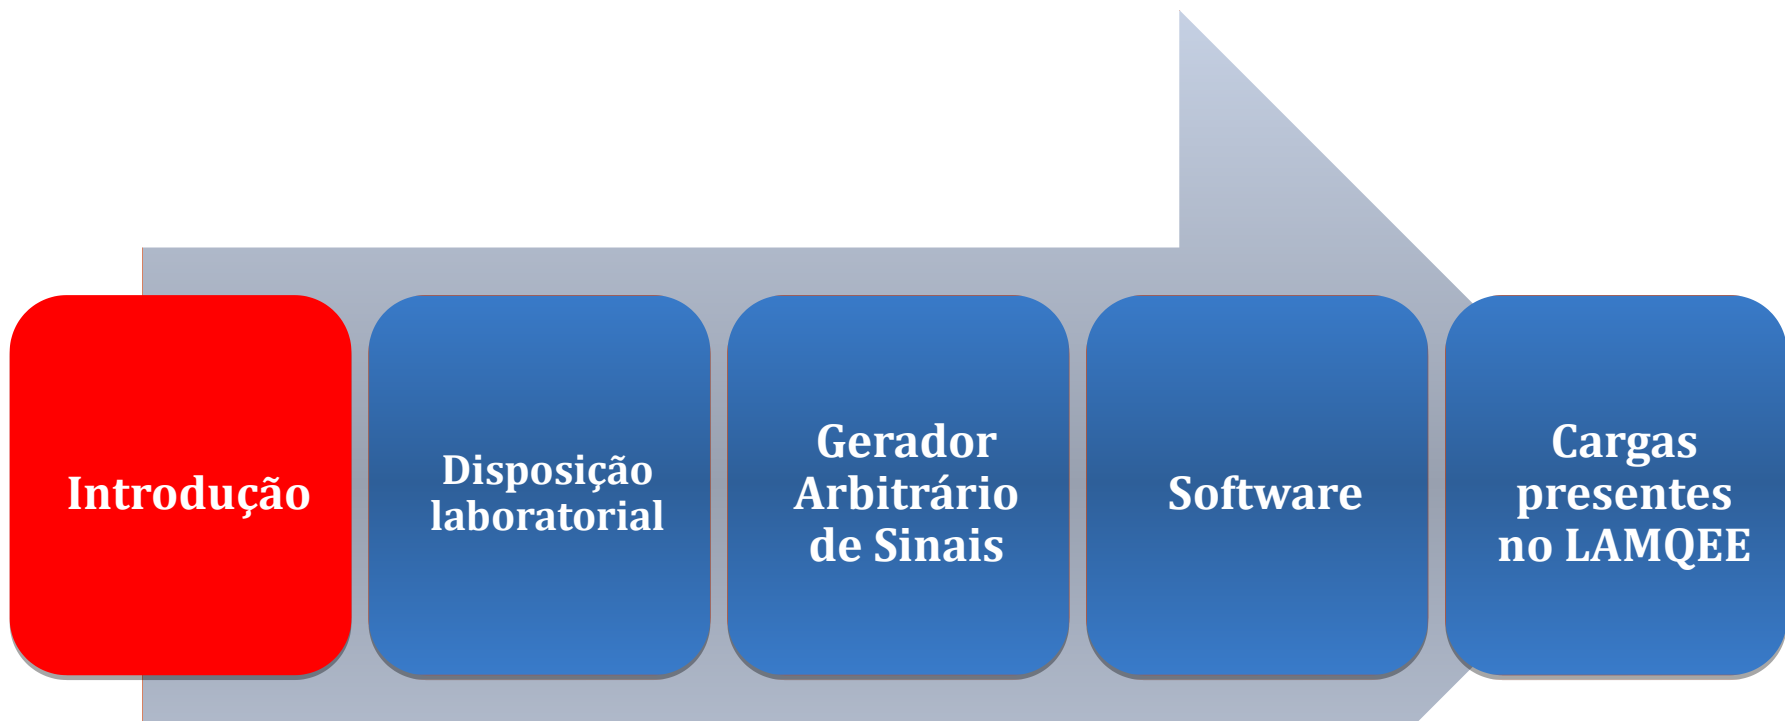 Introdução
Disposição
laboratorial
Gerador
Arbitrário
de Sinais
Software
Cargas
presentes
no LAMQEE